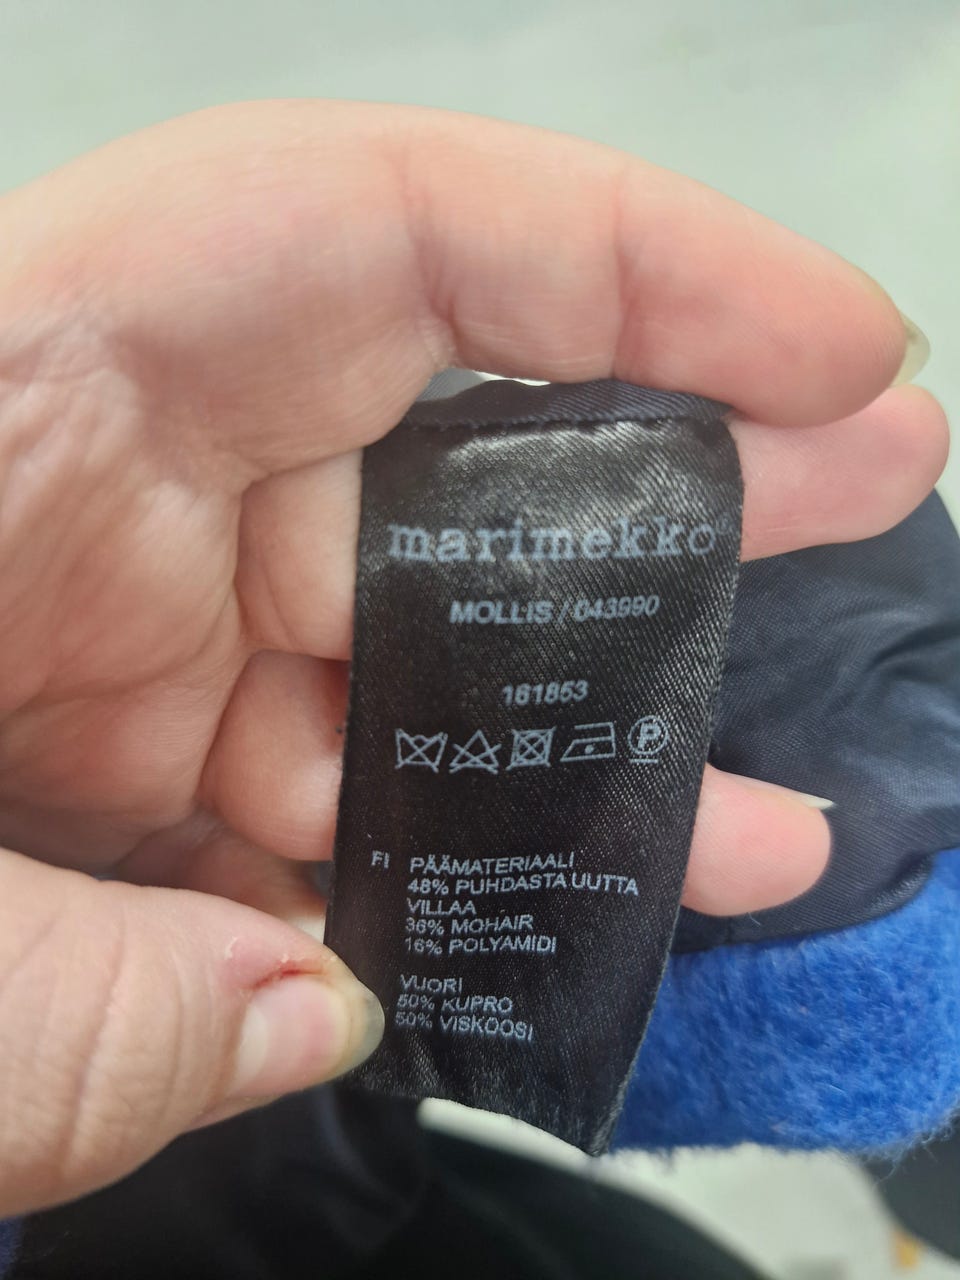 marimekko®
MOLLIS / 043990
161853
P
FI PÄÄMATERIAALI
48% PUHDASTA UUTTA
VILLAA
36% MOHAIR
16% POLYAMIDI
VUORI
50% KUPRO
50% VISKOOSI